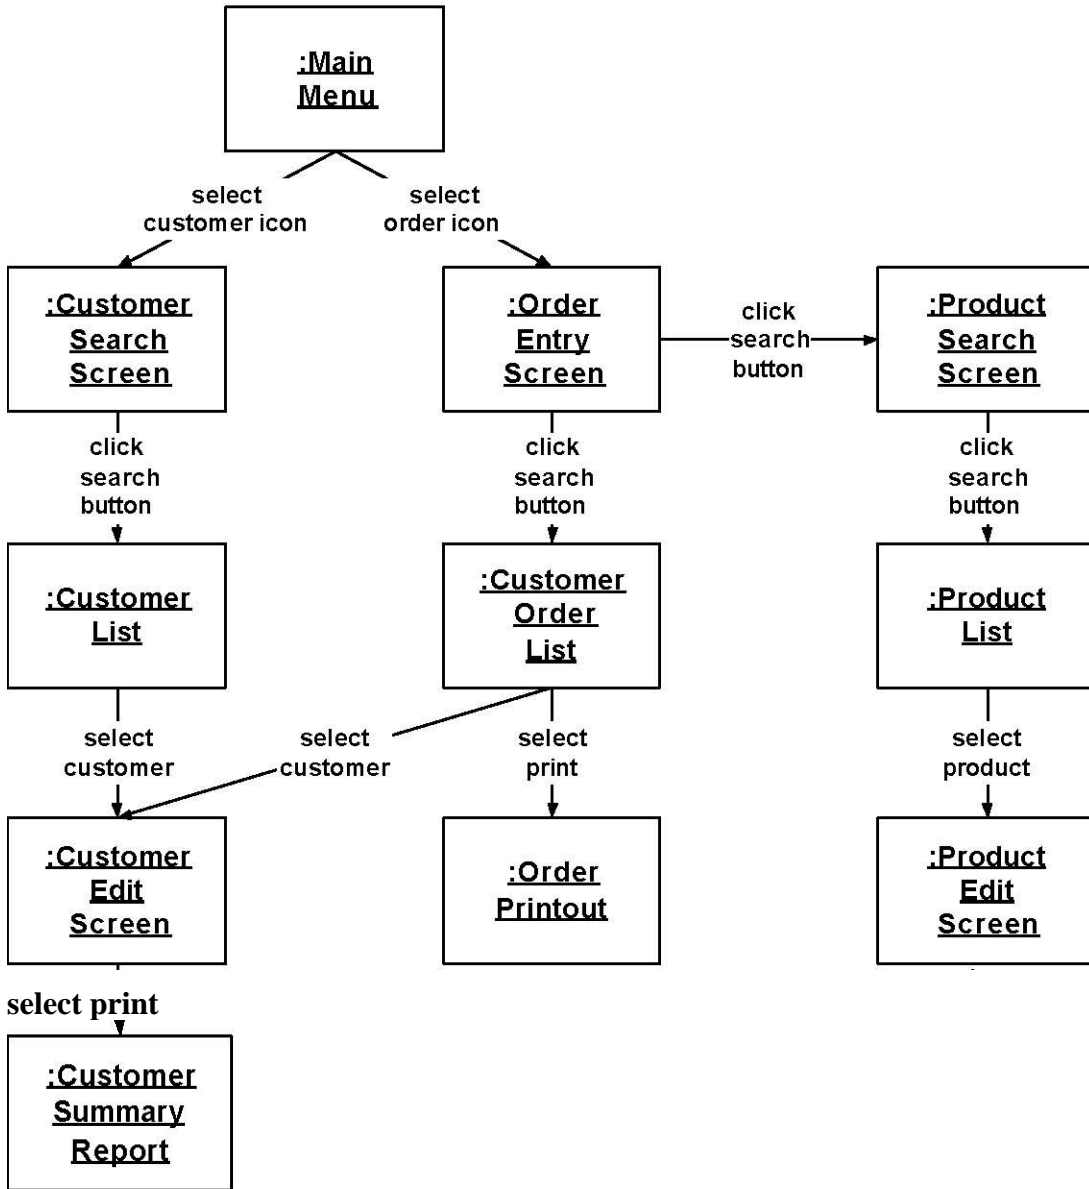 :Main
Menu
select
customer icon
select
order icon
:Customer
Search
Screen
:Order
Entry
Screen
click
search
button
:Product
Search
Screen
click
search
button
click
search
button
click
search
button
:Customer
List
:Customer
Order
List
:Product
List
select
customer
select
customer
select
print
select
product
:Customer
Edit
Screen
:Order
Printout
:Product
Edit
Screen
select print
:Customer
Summary
Report